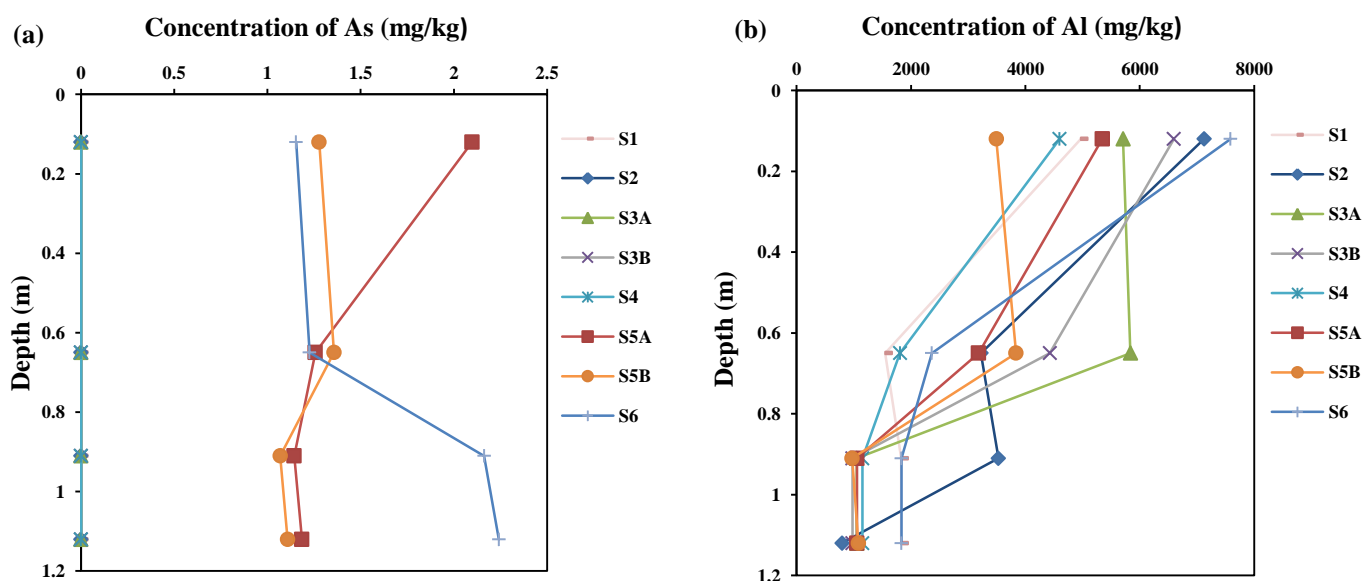 (a) Concentration of As (mg/kg)
0 0.5 1 1.5 2 2.5
0
0.2
0.4
0.6
0.8
1
1.2
Depth (m)
S1
S2
S3A
S3B
S4
S5A
S5B
S6
(b) Concentration of Al (mg/kg)
0 2000 4000 6000 8000
0
0.2
0.4
0.6
0.8
1
1.2
Depth (m)
S1
S2
S3A
S3B
S4
S5A
S5B
S6